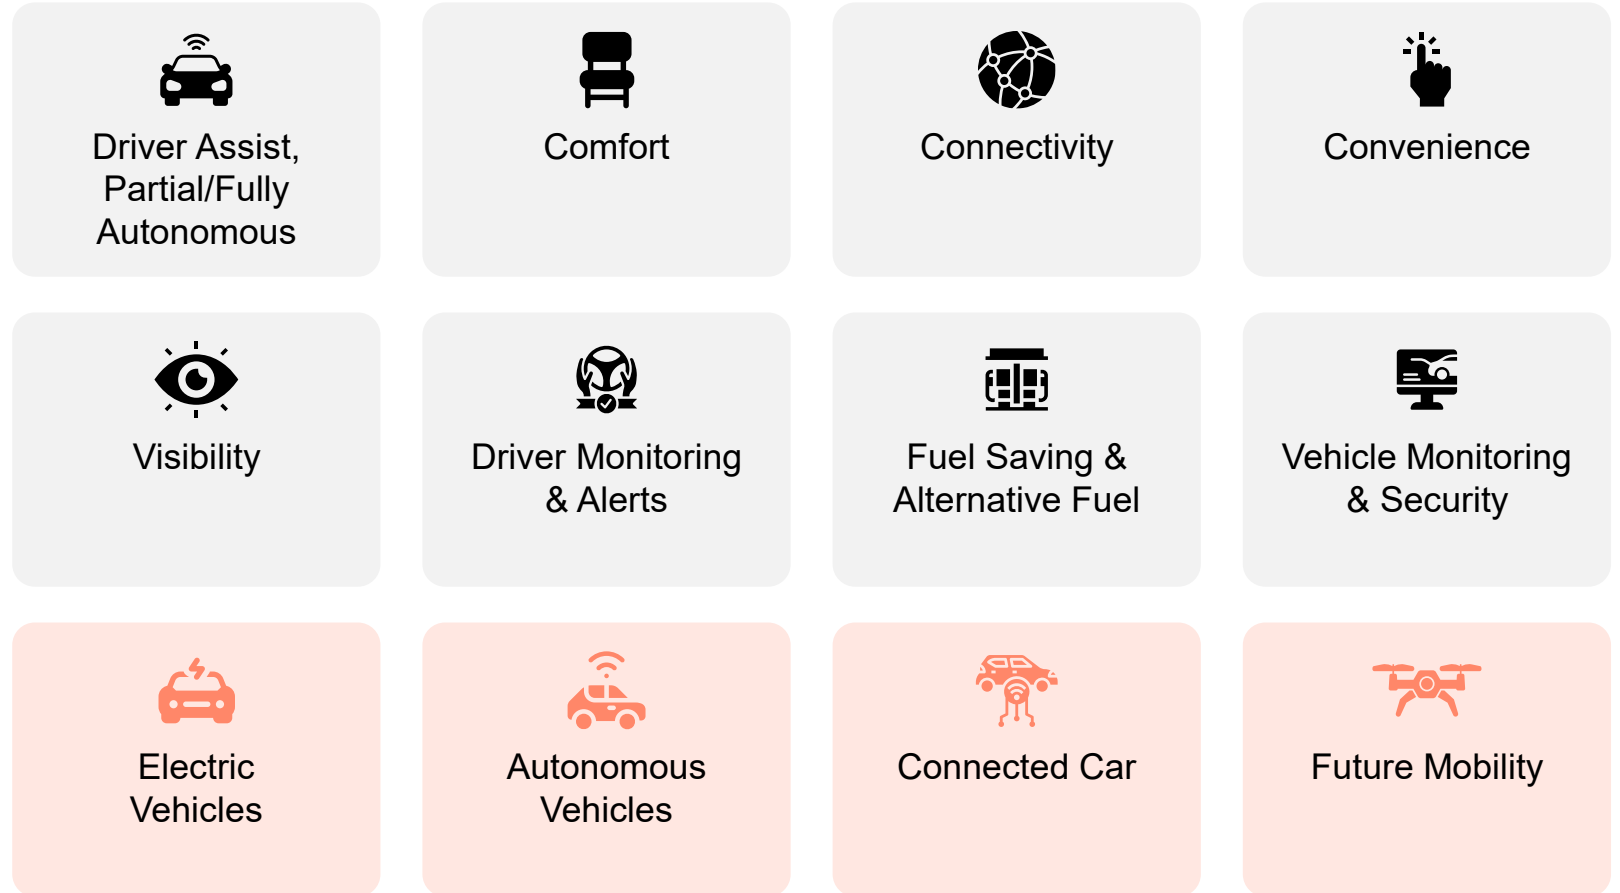 Driver Assist,
Partial/Fully
Autonomous
Comfort
Connectivity
Convenience
Visibility
Driver Monitoring
& Alerts
Fuel Saving &
Alternative Fuel
Vehicle Monitoring
& Security
Electric
Vehicles
Autonomous
Vehicles
Connected Car
Future Mobility